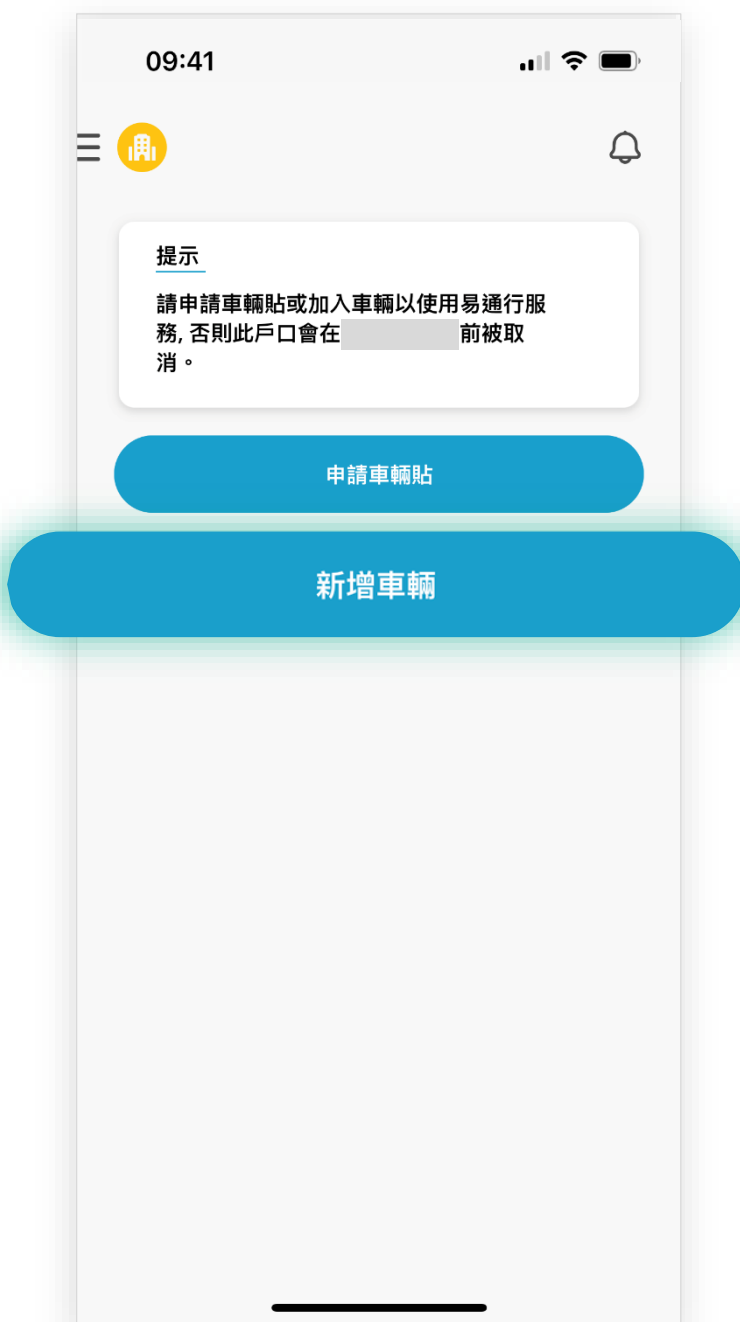 09:41
提示
請申請車輛貼或加入車輛以使用易通行服
務, 否則此戶口會在 前被取
消。
申請車輛貼
新增車輛